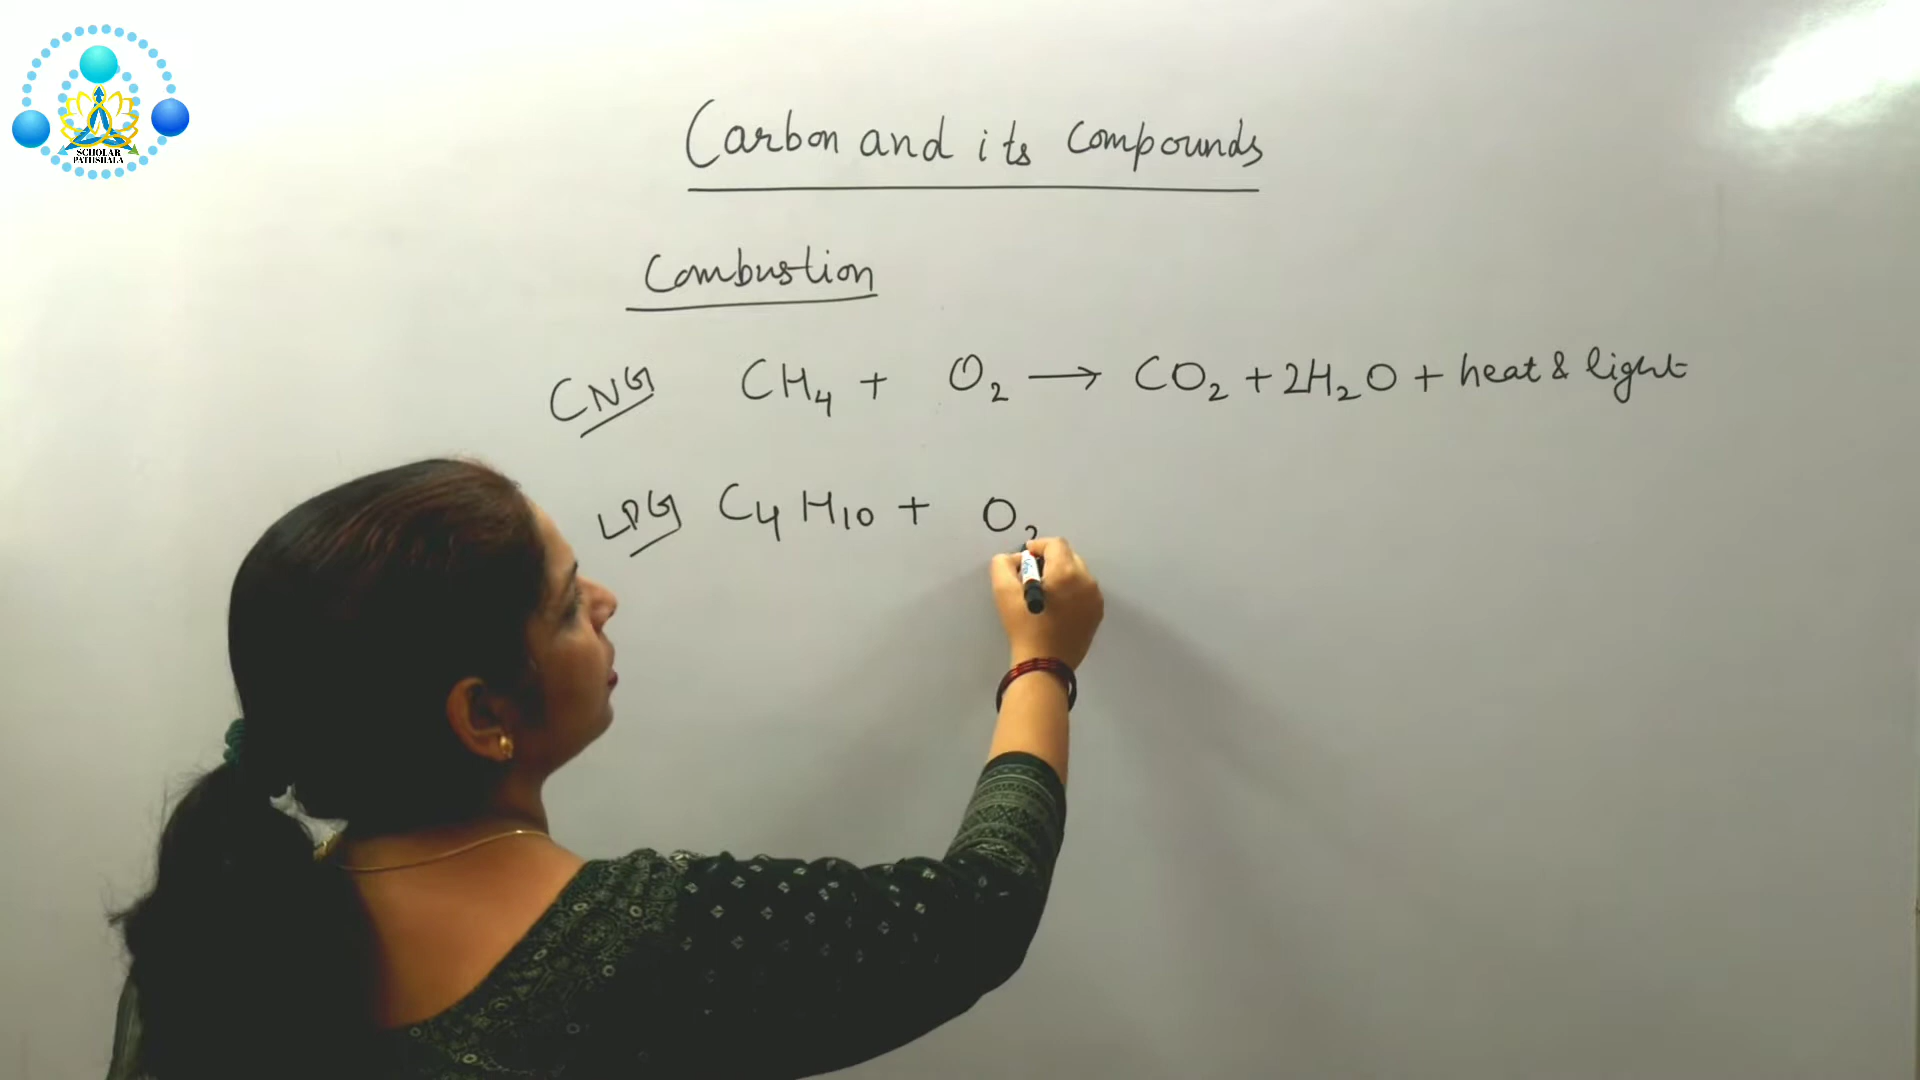 SCHOLAR
PATHSHALA
Carbon and its compounds
Combustion
CNG CH₄ + O₂ → CO₂ + 2H₂O + heat & light
LPG C₄H₁₀ + O₂